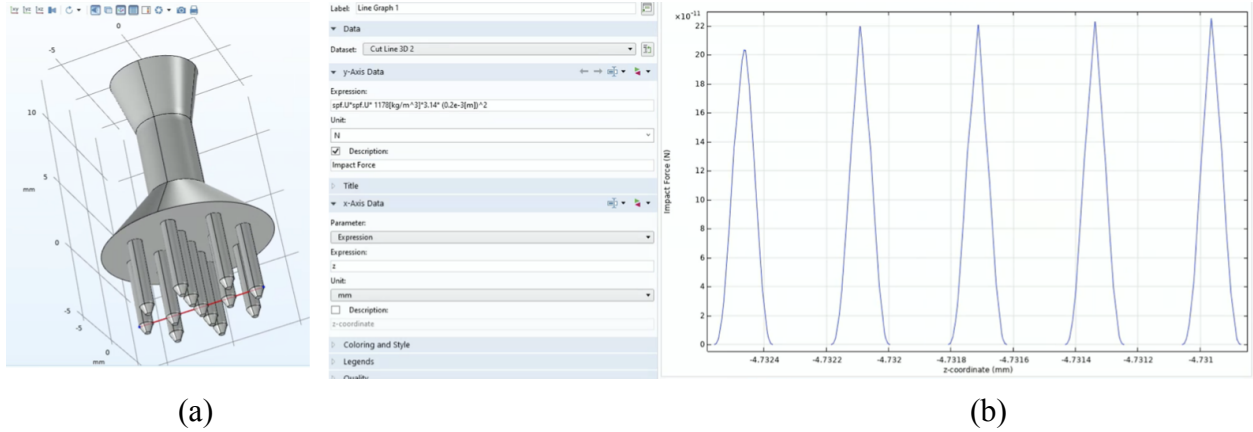 0
-5
10
5
mm
0
-5
-5
0
mm
Label: Line Graph 1
Data
Dataset: Cut Line 3D 2
y-Axis Data
Expression:
spf.U*spf.U* 1178[kg/m^3]*3.14* (0.2e-3[m])^2
Unit:
N
Description:
Impact Force
Title
x-Axis Data
Parameter:
Expression
Expression:
z
Unit:
mm
Description:
z-coordinate
Coloring and Style
Legends
Quality
×10⁻¹¹
22
20
18
16
14
12
10
8
6
4
2
0
Impact Force (N)
-4.7324 -4.7322 -4.732 -4.7318 -4.7316 -4.7314 -4.7312 -4.731
z-coordinate (mm)
(a) (b)